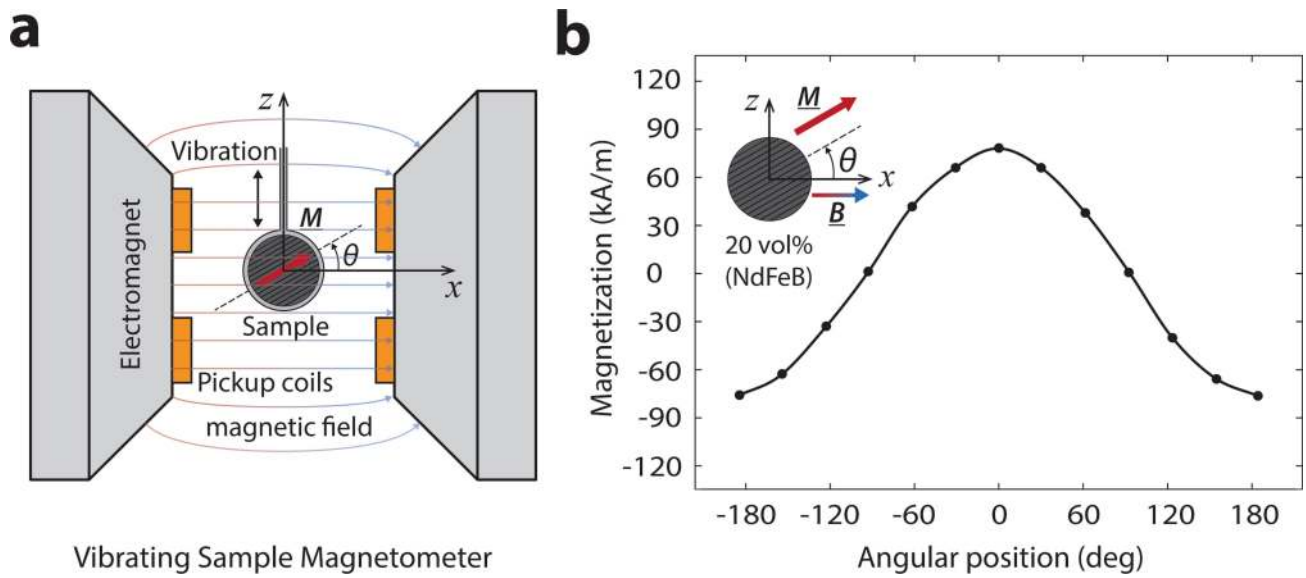 a
z
Vibration
M
θ
x
Electromagnet
Sample
Pickup coils
magnetic field
Vibrating Sample Magnetometer
b
120
90
60
30
0
-30
-60
-90
-120
Magnetization (kA/m)
z
M
θ
x
B
20 vol%
(NdFeB)
-180 -120 -60 0 60 120 180
Angular position (deg)